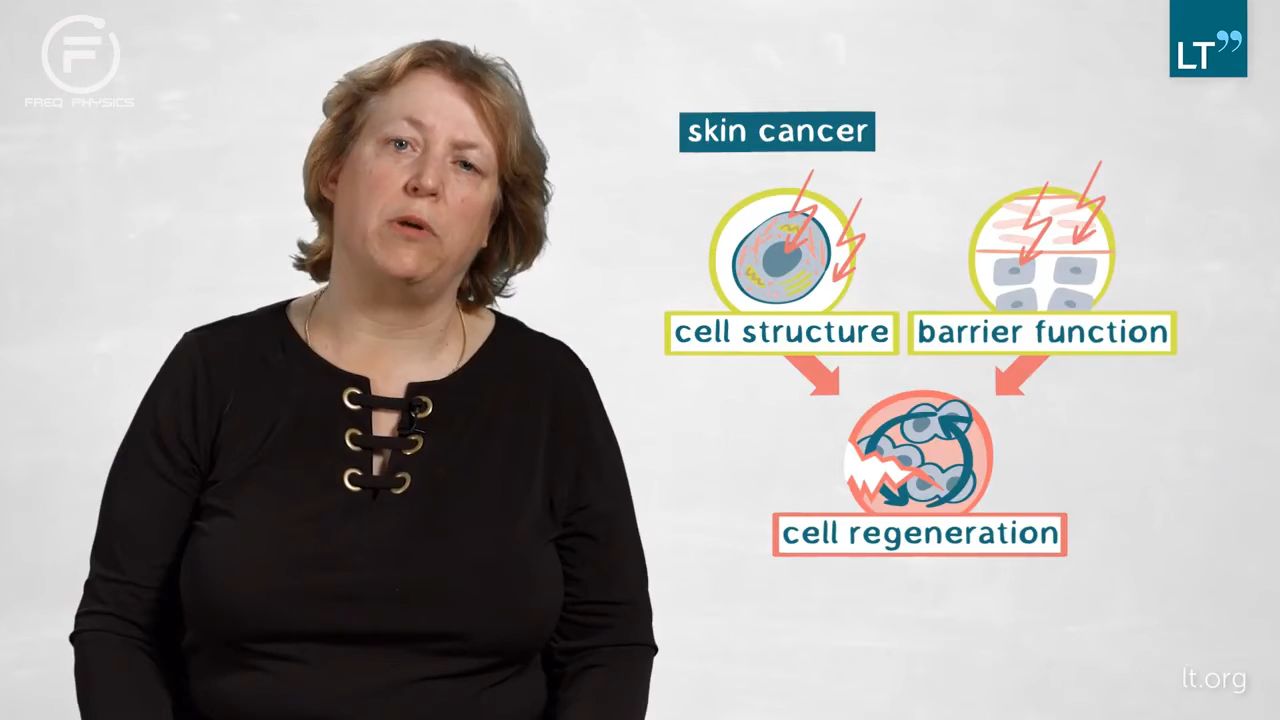 FREQ PHYSICS
LT”
skin cancer
cell structure
barrier function
cell regeneration
lt.org